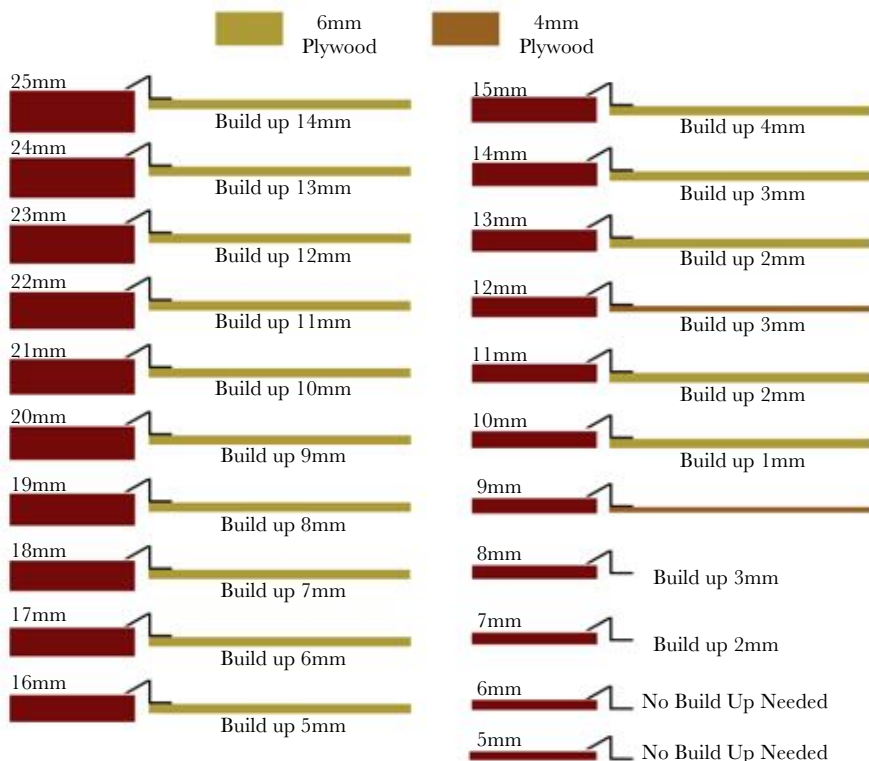 6mm
Plywood
4mm
Plywood
25mm
Build up 14mm
24mm
Build up 13mm
23mm
Build up 12mm
22mm
Build up 11mm
21mm
Build up 10mm
20mm
Build up 9mm
19mm
Build up 8mm
18mm
Build up 7mm
17mm
Build up 6mm
16mm
Build up 5mm
15mm
Build up 4mm
14mm
Build up 3mm
13mm
Build up 2mm
12mm
Build up 3mm
11mm
Build up 2mm
10mm
Build up 1mm
9mm
8mm
Build up 3mm
7mm
Build up 2mm
6mm
No Build Up Needed
5mm
No Build Up Needed